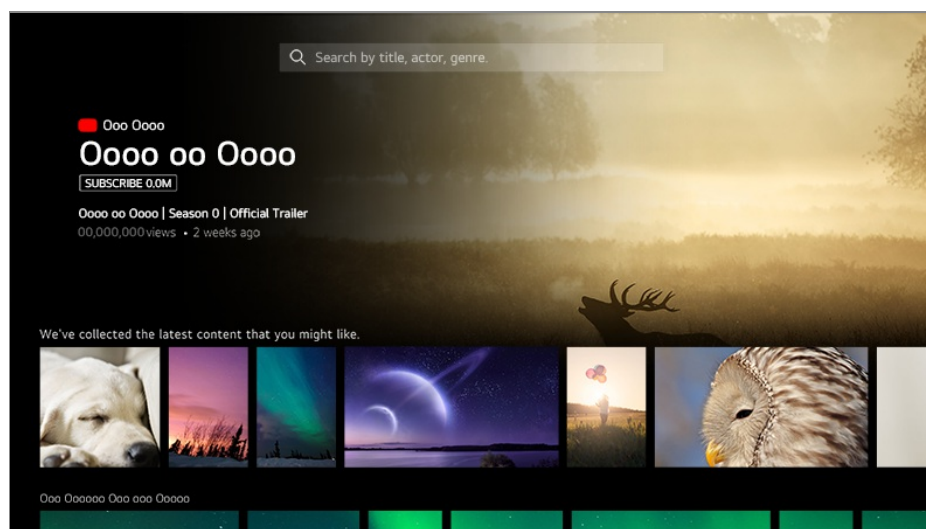 Search by title, actor, genre.
Ooo Oooo
Oooo oo Oooo
SUBSCRIBE 0.0M
Oooo oo Oooo | Season 0 | Official Trailer
00,000,000 views • 2 weeks ago
We've collected the latest content that you might like.
Ooo Oooooo Ooo ooo Ooooo